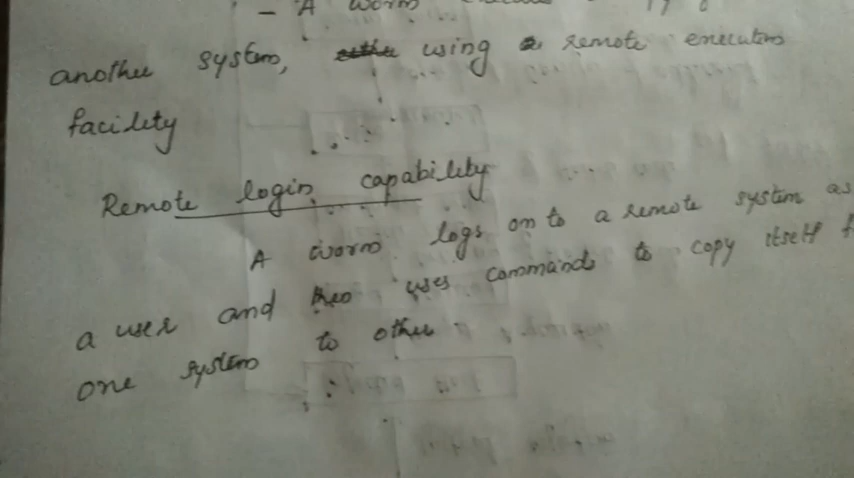 - A worm
another system, using a remote execution
facility
Remote login capability
A worm logs on to a remote system as
a user and then uses commands to copy itself f
one system to other